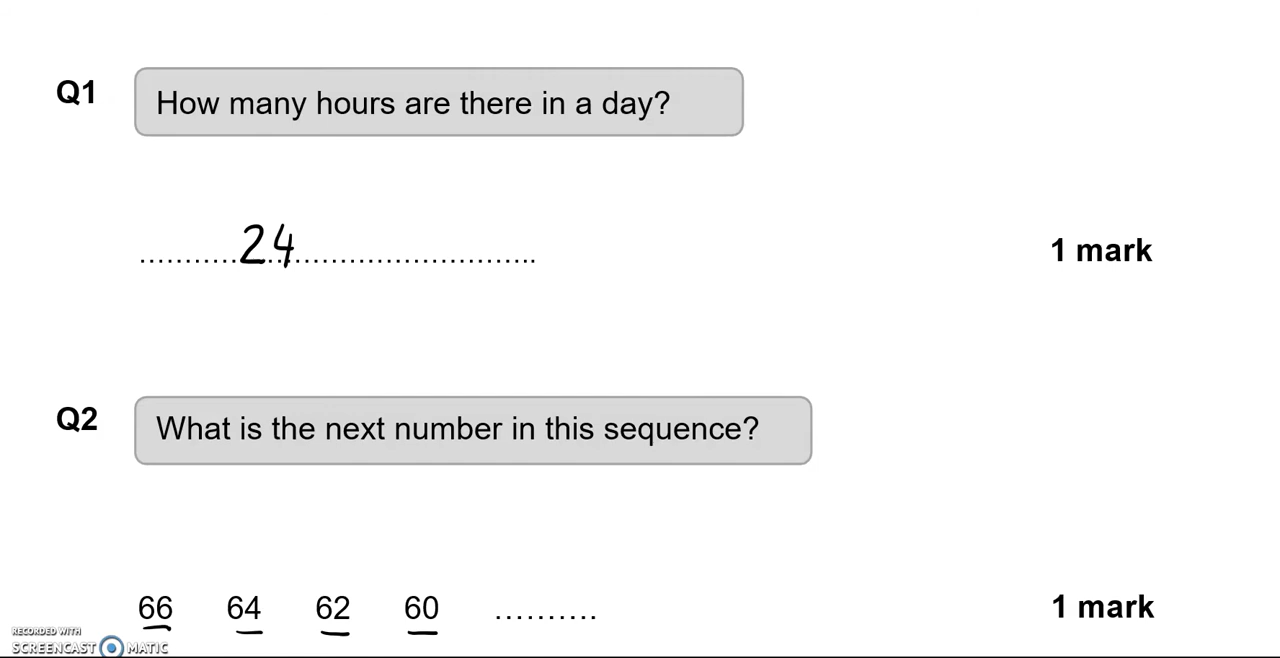 Q1 How many hours are there in a day?
………..24…………………………..
1 mark
Q2 What is the next number in this sequence?
66 64 62 60 ……….
1 mark
RECORDED WITH
SCREENCAST MATIC